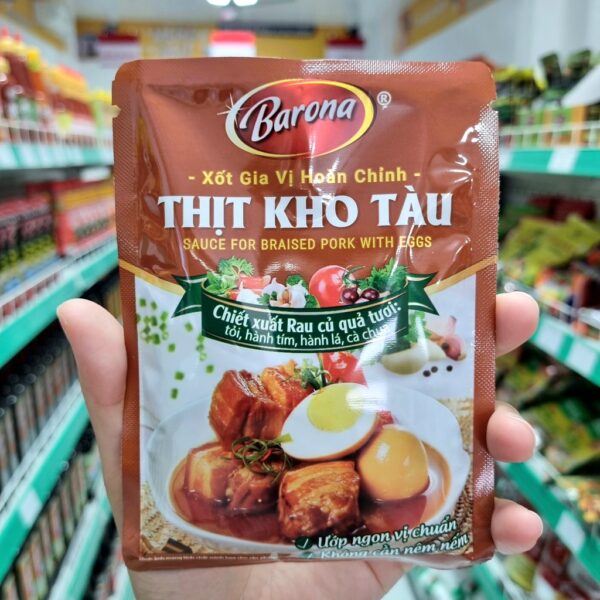 Barona ®
- Xốt Gia Vị Hoàn Chỉnh -
THỊT KHO TÀU
SAUCE FOR BRAISED PORK WITH EGGS
Chiết xuất Rau củ quả tươi:
tỏi, hành tím, hành lá, cà chua
Ướp ngon vị chuẩn
Không cần nêm nếm